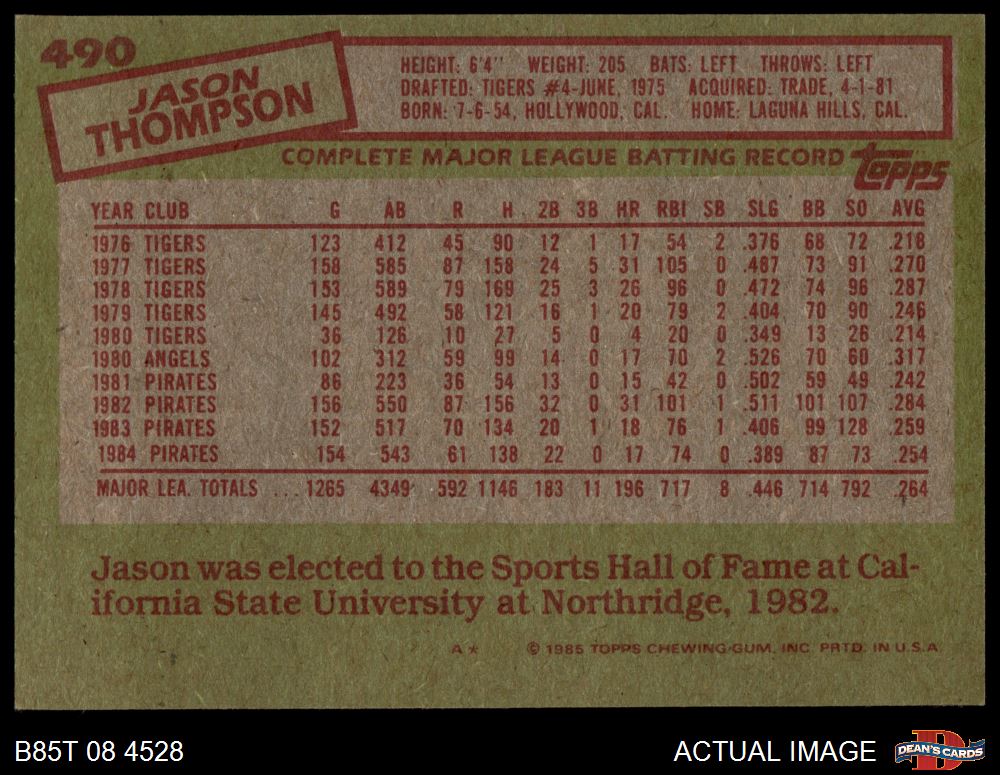 490
JASON
THOMPSON
HEIGHT: 6'4" WEIGHT: 205 BATS: LEFT THROWS: LEFT
DRAFTED: TIGERS #4-JUNE, 1975 ACQUIRED: TRADE, 4-1-81
BORN: 7-6-54, HOLLYWOOD, CAL. HOME: LAGUNA HILLS, CAL.
COMPLETE MAJOR LEAGUE BATTING RECORD topps
YEAR CLUB G AB R H 2B 3B HR RBI SB SLG BB SO AVG
1976 TIGERS 123 412 45 90 12 1 17 54 2 .376 68 72 .218
1977 TIGERS 158 585 87 158 24 5 31 105 0 .487 73 91 .270
1978 TIGERS 153 589 79 169 25 3 26 96 0 .472 74 96 .287
1979 TIGERS 145 492 58 121 16 1 20 79 2 .404 70 90 .246
1980 TIGERS 36 126 10 27 5 0 4 20 0 .349 13 26 .214
1980 ANGELS 102 312 59 99 14 0 17 70 2 .526 70 60 .317
1981 PIRATES 86 223 36 54 13 0 15 42 0 .502 59 49 .242
1982 PIRATES 156 550 87 156 32 0 31 101 1 .511 101 107 .284
1983 PIRATES 152 517 70 134 20 1 18 76 1 .406 99 128 .259
1984 PIRATES 154 543 61 138 22 0 17 74 0 .389 87 73 .254
MAJOR LEA. TOTALS ... 1265 4349 592 1146 183 11 196 717 8 .446 714 792 .264
Jason was elected to the Sports Hall of Fame at Cal-
ifornia State University at Northridge, 1982.
A* © 1985 TOPPS CHEWING GUM, INC. PRTD. IN U.S.A.
B85T 08 4528 ACTUAL IMAGE DEAN'S CARDS